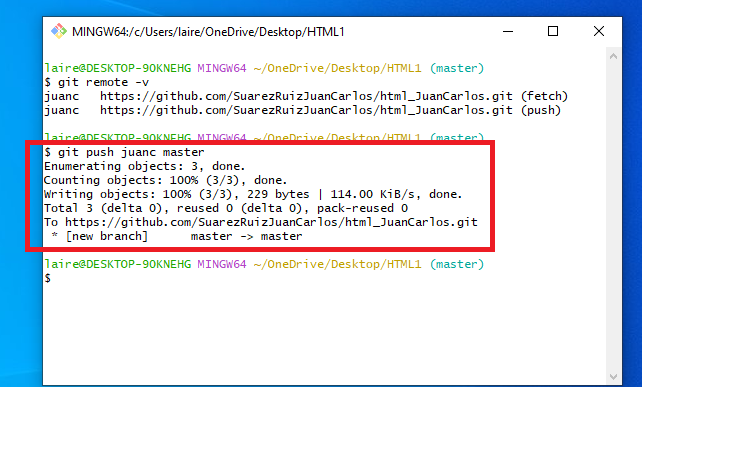 MINGW64:/c/Users/laire/OneDrive/Desktop/HTML1
laire@DESKTOP-9OKNEHG MINGW64 ~/OneDrive/Desktop/HTML1 (master)
$ git remote -v
juanc   https://github.com/SuarezRuizJuanCarlos/html_JuanCarlos.git (fetch)
juanc   https://github.com/SuarezRuizJuanCarlos/html_JuanCarlos.git (push)
laire@DESKTOP-9OKNEHG MINGW64 ~/OneDrive/Desktop/HTML1 (master)
$ git push juanc master
Enumerating objects: 3, done.
Counting objects: 100% (3/3), done.
Writing objects: 100% (3/3), 229 bytes | 114.00 KiB/s, done.
Total 3 (delta 0), reused 0 (delta 0), pack-reused 0
To https://github.com/SuarezRuizJuanCarlos/html_JuanCarlos.git
 * [new branch]      master -> master
laire@DESKTOP-9OKNEHG MINGW64 ~/OneDrive/Desktop/HTML1 (master)
$